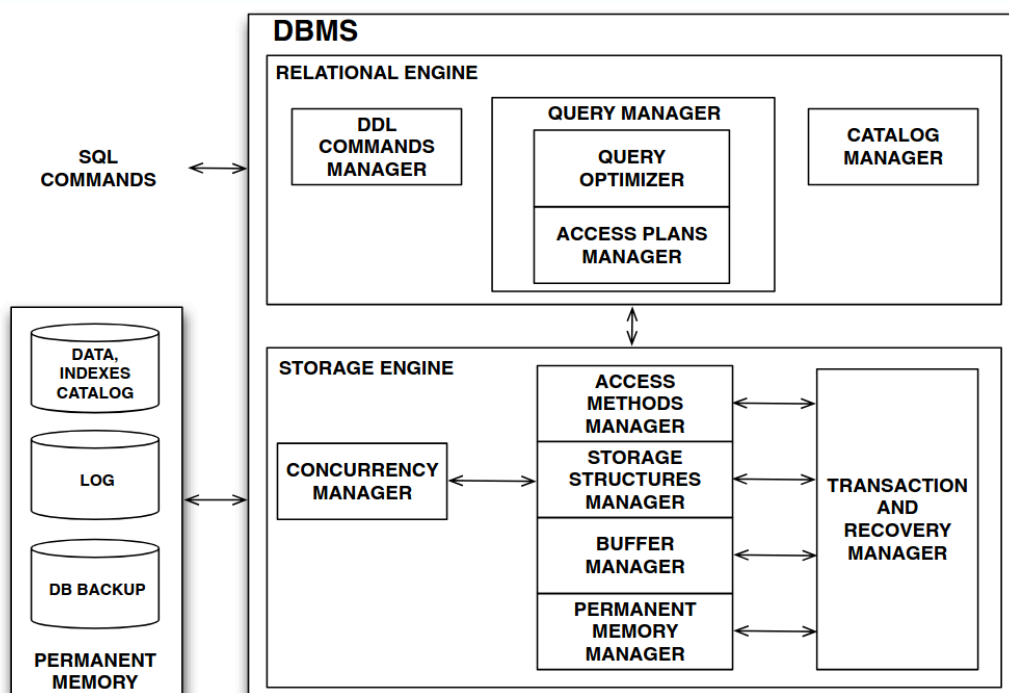 DBMS
RELATIONAL ENGINE
DDL
COMMANDS
MANAGER
QUERY MANAGER
QUERY
OPTIMIZER
ACCESS PLANS
MANAGER
CATALOG
MANAGER
SQL
COMMANDS
DATA,
INDEXES
CATALOG
LOG
DB BACKUP
PERMANENT
MEMORY
STORAGE ENGINE
CONCURRENCY
MANAGER
ACCESS
METHODS
MANAGER
STORAGE
STRUCTURES
MANAGER
BUFFER
MANAGER
PERMANENT
MEMORY
MANAGER
TRANSACTION
AND
RECOVERY
MANAGER